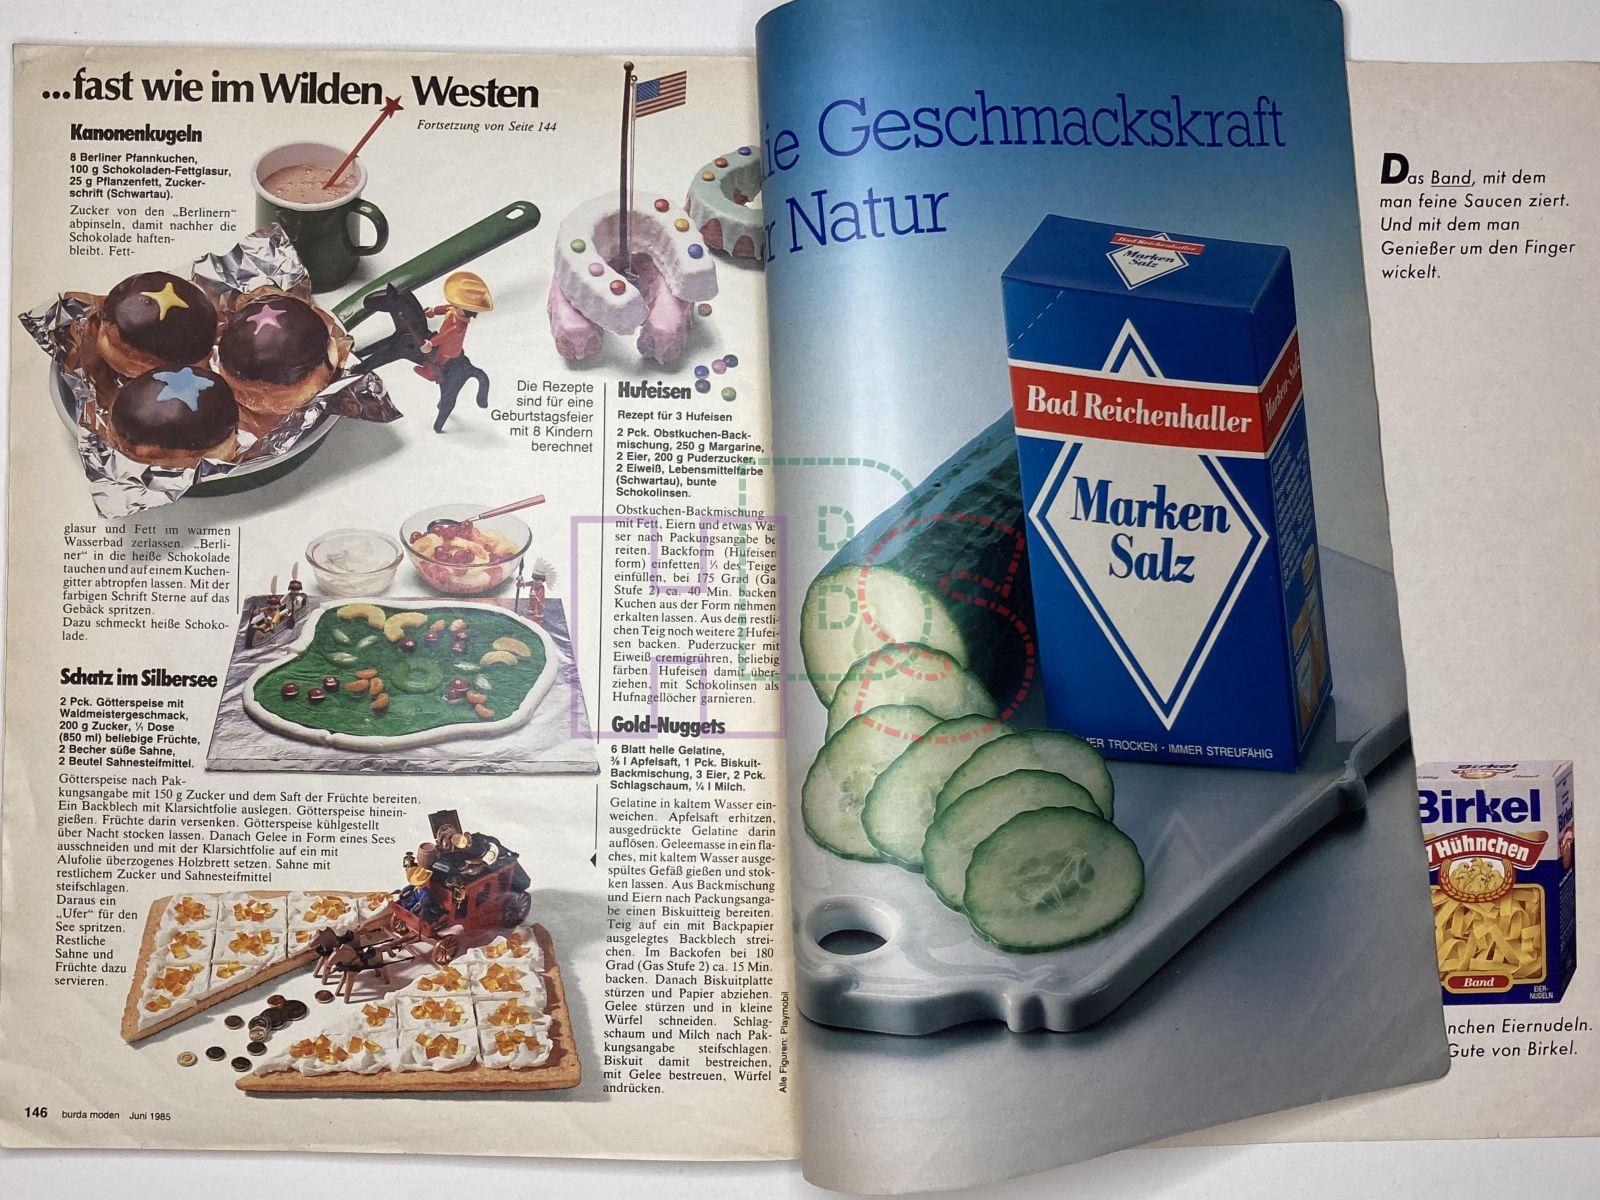 ...fast wie im Wilden Westen
Fortsetzung von Seite 144
Kanonenkugeln
8 Berliner Pfannkuchen,
100 g Schokoladen-Fettglasur,
25 g Pflanzenfett, Zucker-
schrift (Schwartau).
Zucker von den „Berlinern“
abpinseln, damit nachher die
Schokolade haften-
bleibt. Fett-
glasur und Fett im warmen
Wasserbad zerlassen. „Berli-
ner“ in die heiße Schokolade
tauchen und auf einem Kuchen-
gitter abtropfen lassen. Mit der
farbigen Schrift Sterne auf das
Gebäck spritzen.
Dazu schmeckt heiße Schoko-
lade.
Schatz im Silbersee
2 Pck. Götterspeise mit
Waldmeistergeschmack,
200 g Zucker, ½ Dose
(850 ml) beliebige Früchte,
2 Becher süße Sahne,
2 Beutel Sahnesteifmittel.
Götterspeise nach Pak-
kungsangabe mit 150 g Zucker und dem Saft der Früchte bereiten.
Ein Backblech mit Klarsichtfolie auslegen. Götterspeise hinein-
gießen. Früchte darin versenken. Götterspeise kühlgestellt
über Nacht stocken lassen. Danach Gelee in Form eines Sees
ausschneiden und mit der Klarsichtfolie auf ein mit
Alufolie überzogenes Holzbrett setzen. Sahne mit
restlichem Zucker und Sahnesteifmittel
steifschlagen.
Daraus ein
„Ufer“ für den
See spritzen.
Restliche
Sahne und
Früchte dazu
servieren.
Die Rezepte
sind für eine
Geburtstagsfeier
mit 8 Kindern
berechnet
Hufeisen
Rezept für 3 Hufeisen
2 Pck. Obstkuchen-Back-
mischung, 250 g Margarine,
2 Eier, 200 g Puderzucker,
2 Eiweiß, Lebensmittelfarbe
(Schwartau), bunte
Schokolinsen.
Obstkuchen-Backmischung
mit Fett, Eiern und etwas Was
ser nach Packungsangabe be
reiten. Backform (Hufeisen
form) einfetten, ⅓ des Teige
einfüllen, bei 175 Grad (Ga
Stufe 2) ca. 40 Min. backen
Kuchen aus der Form nehmen
erkalten lassen. Aus dem restli-
chen Teig noch weitere 2 Hufei-
sen backen. Puderzucker mit
Eiweiß cremigrühren, beliebig
färben. Hufeisen damit über-
ziehen, mit Schokolinsen als
Hufnagellöcher garnieren.
Gold-Nuggets
6 Blatt helle Gelatine,
⅜ l Apfelsaft, 1 Pck. Biskuit-
Backmischung, 3 Eier, 2 Pck.
Schlagschaum, ¼ l Milch.
Gelatine in kaltem Wasser ein-
weichen. Apfelsaft erhitzen,
ausgedrückte Gelatine darin
auflösen. Geleemasse in ein fla-
ches, mit kaltem Wasser ausge-
spültes Gefäß gießen und stok-
ken lassen. Aus Backmischung
und Eiern nach Packungsanga-
be einen Biskuitteig bereiten.
Teig auf ein mit Backpapier
ausgelegtes Backblech strei-
chen. Im Backofen bei 180
Grad (Gas Stufe 2) ca. 15 Min.
backen. Danach Biskuitplatte
stürzen und Papier abziehen.
Gelee stürzen und in kleine
Würfel schneiden. Schlag-
schaum und Milch nach Pak-
kungsangabe steifschlagen.
Biskuit damit bestreichen,
mit Gelee bestreuen, Würfel
andrücken.
Alle Figuren: Playmobil
146 burda moden Juni 1985
ie Geschmackskraft
r Natur
Bad Reichenhaller
Marken
Salz
Bad Reichenhaller
Marken
Salz
Marken-Salz
MER TROCKEN · IMMER STREUFÄHIG
Das Band, mit dem
man feine Saucen ziert.
Und mit dem man
Genießer um den Finger
wickelt.
Birkel
Birkel
7 Hühnchen
Band
EIER-
NUDELN
nchen Eiernudeln.
Gute von Birkel.